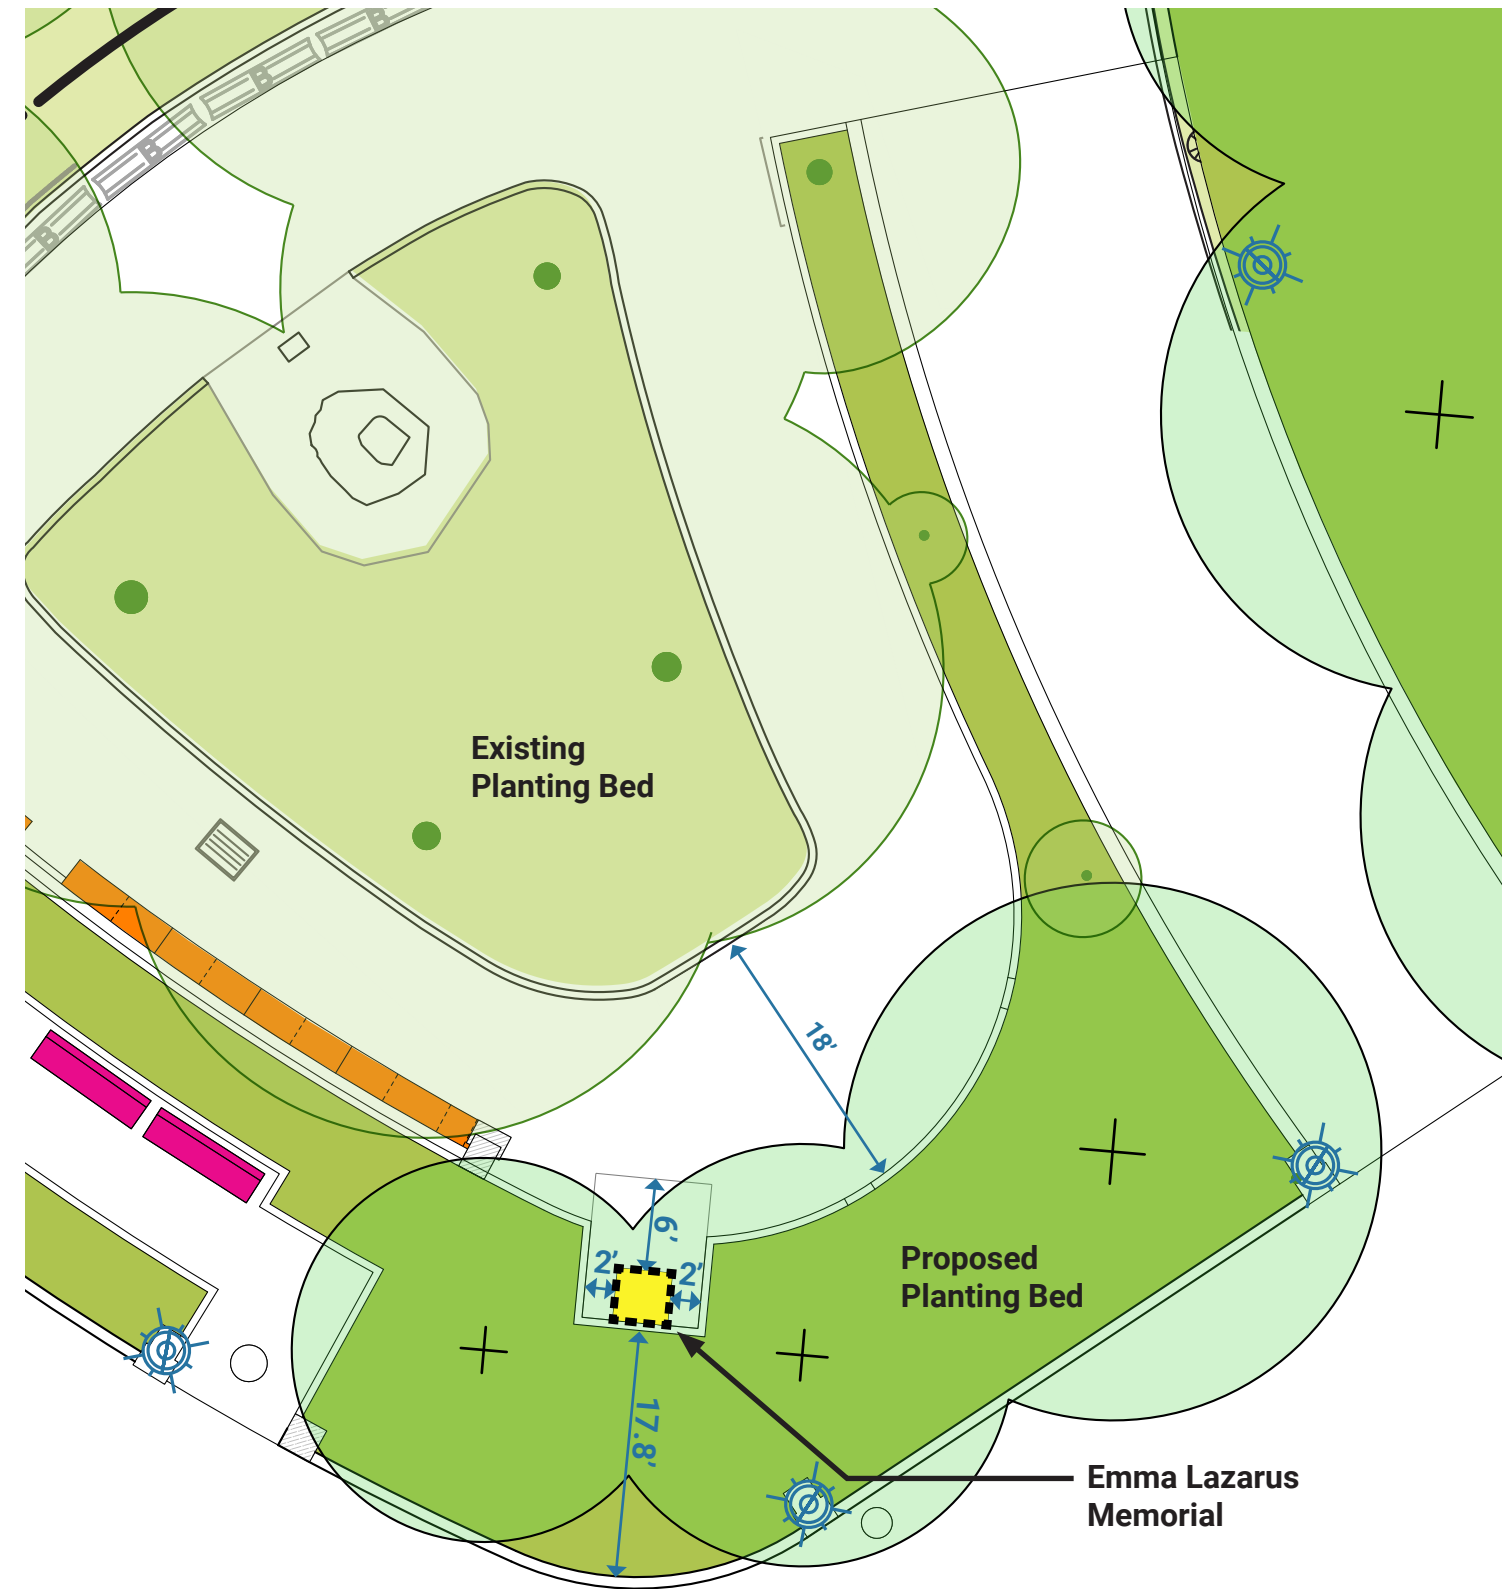 B
B
B
B
Existing
Planting Bed
18’
6’
2’
2’
Proposed
Planting Bed
17.8’
Emma Lazarus
Memorial